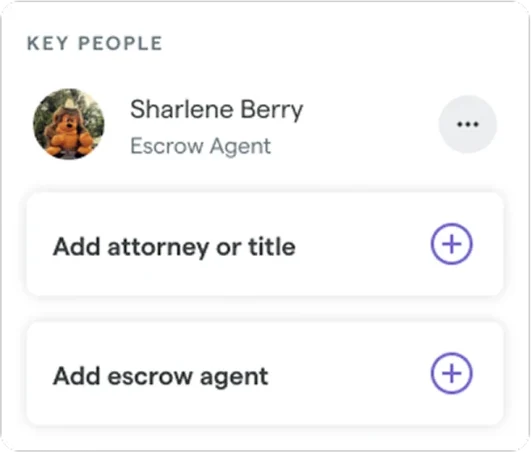 KEY PEOPLE
Sharlene Berry
Escrow Agent
Add attorney or title
Add escrow agent